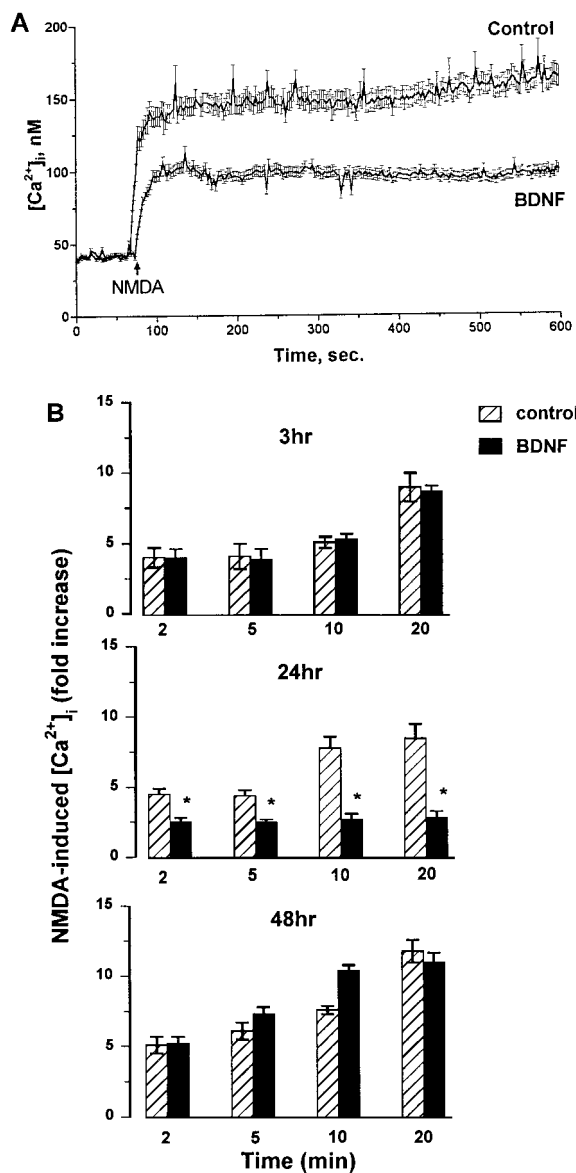 A
Control
BDNF
NMDA
[Ca²⁺]ᵢ, nM
200
150
100
50
0
0 100 200 300 400 500 600
Time, sec.
B
control
BDNF
NMDA-induced [Ca²⁺]ᵢ (fold increase)
3hr
15
10
5
0
2 5 10 20
24hr
15
10
5
0
* * * *
2 5 10 20
48hr
15
10
5
0
2 5 10 20
Time (min)